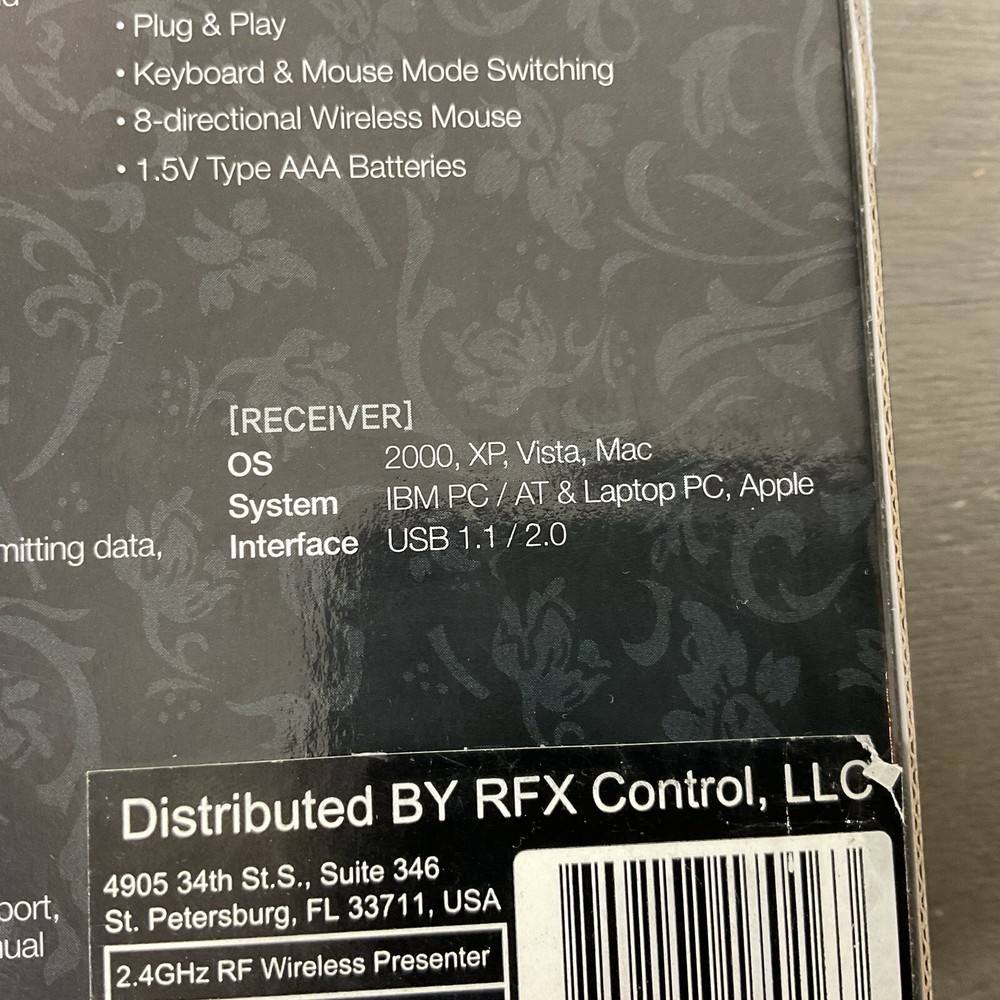 • Plug & Play
• Keyboard & Mouse Mode Switching
• 8-directional Wireless Mouse
• 1.5V Type AAA Batteries
[RECEIVER]
OS 2000, XP, Vista, Mac
System IBM PC / AT & Laptop PC, Apple
Interface USB 1.1 / 2.0
mitting data,
Distributed BY RFX Control, LLC
4905 34th St.S., Suite 346
St. Petersburg, FL 33711, USA
2.4GHz RF Wireless Presenter
port,
nual